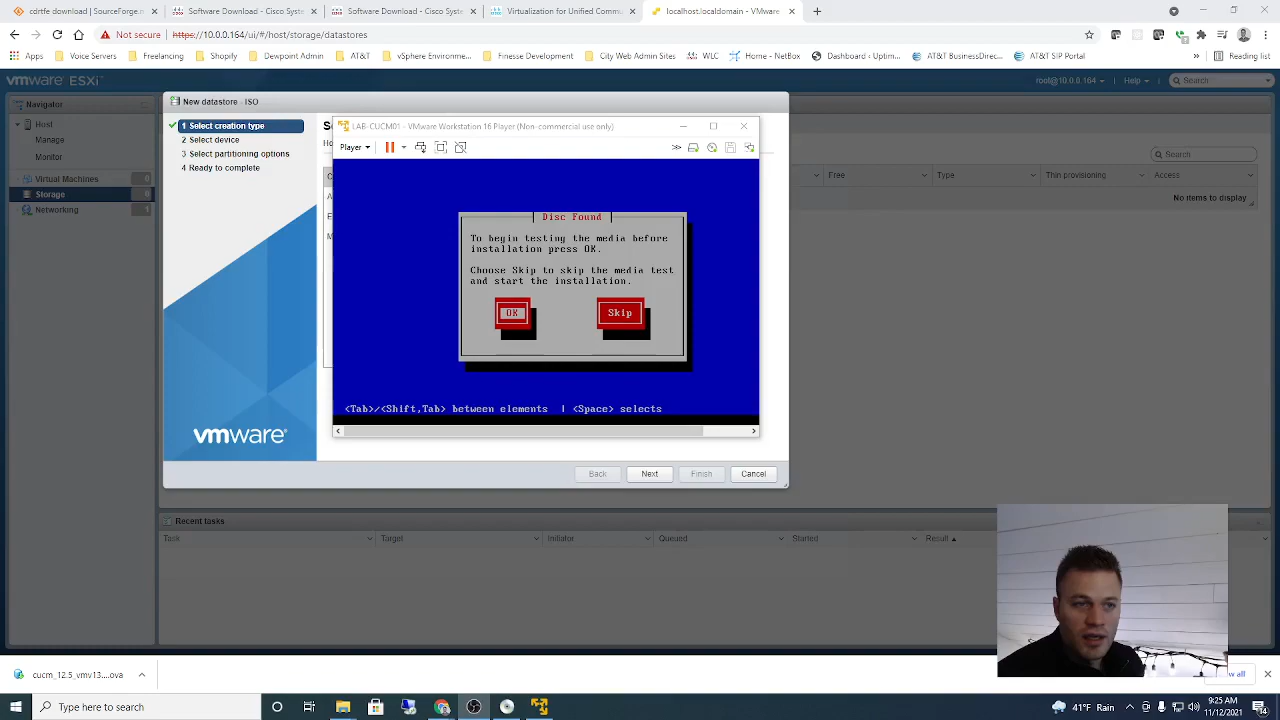 cdrtfe download | SourceForge
Software Download - Cisco Syste
Software Download - Cisco Syste
Virtualization for Unified Comm
localhost.localdomain - VMware
Not secure
https://10.0.0.164/ui/#/host/storage/datastores
Apps
Voice Servers
Freelancing
Shopify
Depot Admin
AT&T
vSphere Environme...
Finesse Development
City Web Admin Sites
WLC
Home - NetBox
Dashboard : Optim...
AT&T BusinessDirec...
AT&T SIP Portal
»
Reading list
vmware ESXi™
root@10.0.0.164
Help
Search
Navigator
Host
Manage
Monitor
Virtual Machines
0
Storage
0
Networking
1
New datastore - ISO
1 Select creation type
2 Select device
3 Select partitioning options
4 Ready to complete
vmware®
LAB-CUCM01 - VMware Workstation 16 Player (Non-commercial use only)
Player
Disc Found
To begin testing the media before
installation press OK.
Choose Skip to skip the media test
and start the installation.
OK
Skip
<Tab>/<Shift,Tab> between elements | <Space> selects
Back
Next
Finish
Cancel
Search
Free
Type
Thin provisioning
Access
No items to display
Recent tasks
Task
Target
Initiator
Queued
Started
Result
cucm_12.5_vmv13....ova
Type here to search
41°F
9:25 AM
11/12/2021